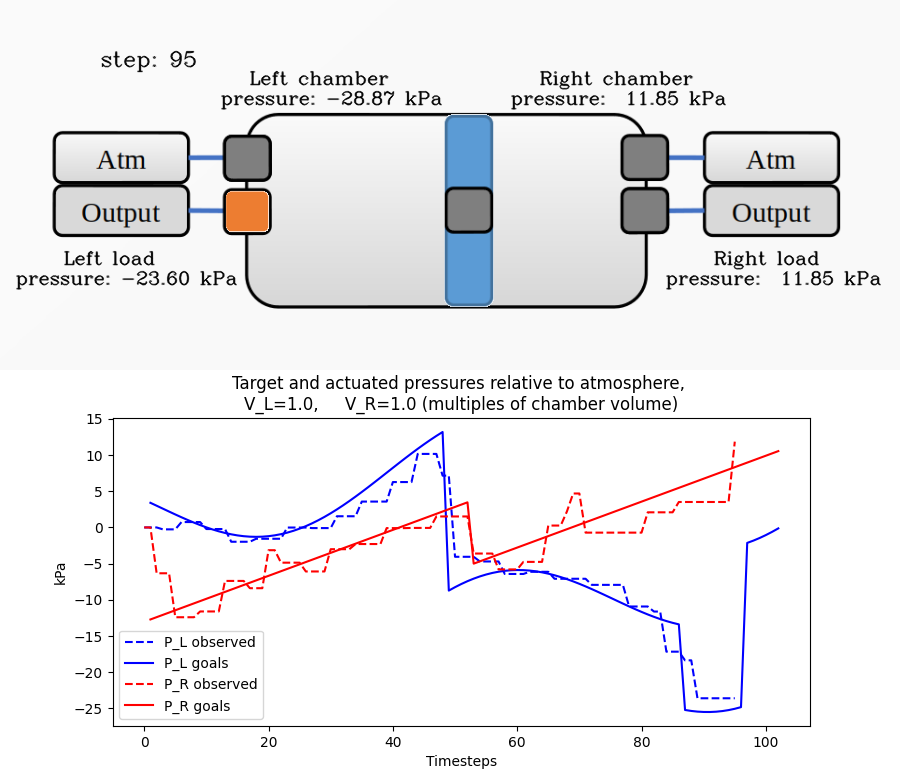 step: 95
Left chamber
pressure: −28.87 kPa
Right chamber
pressure: 11.85 kPa
Atm
Output
Atm
Output
Left load
pressure: −23.60 kPa
Right load
pressure: 11.85 kPa
Target and actuated pressures relative to atmosphere,
V_L=1.0, V_R=1.0 (multiples of chamber volume)
15
10
5
0
−5
−10
−15
−20
−25
kPa
P_L observed
P_L goals
P_R observed
P_R goals
0 20 40 60 80 100
Timesteps